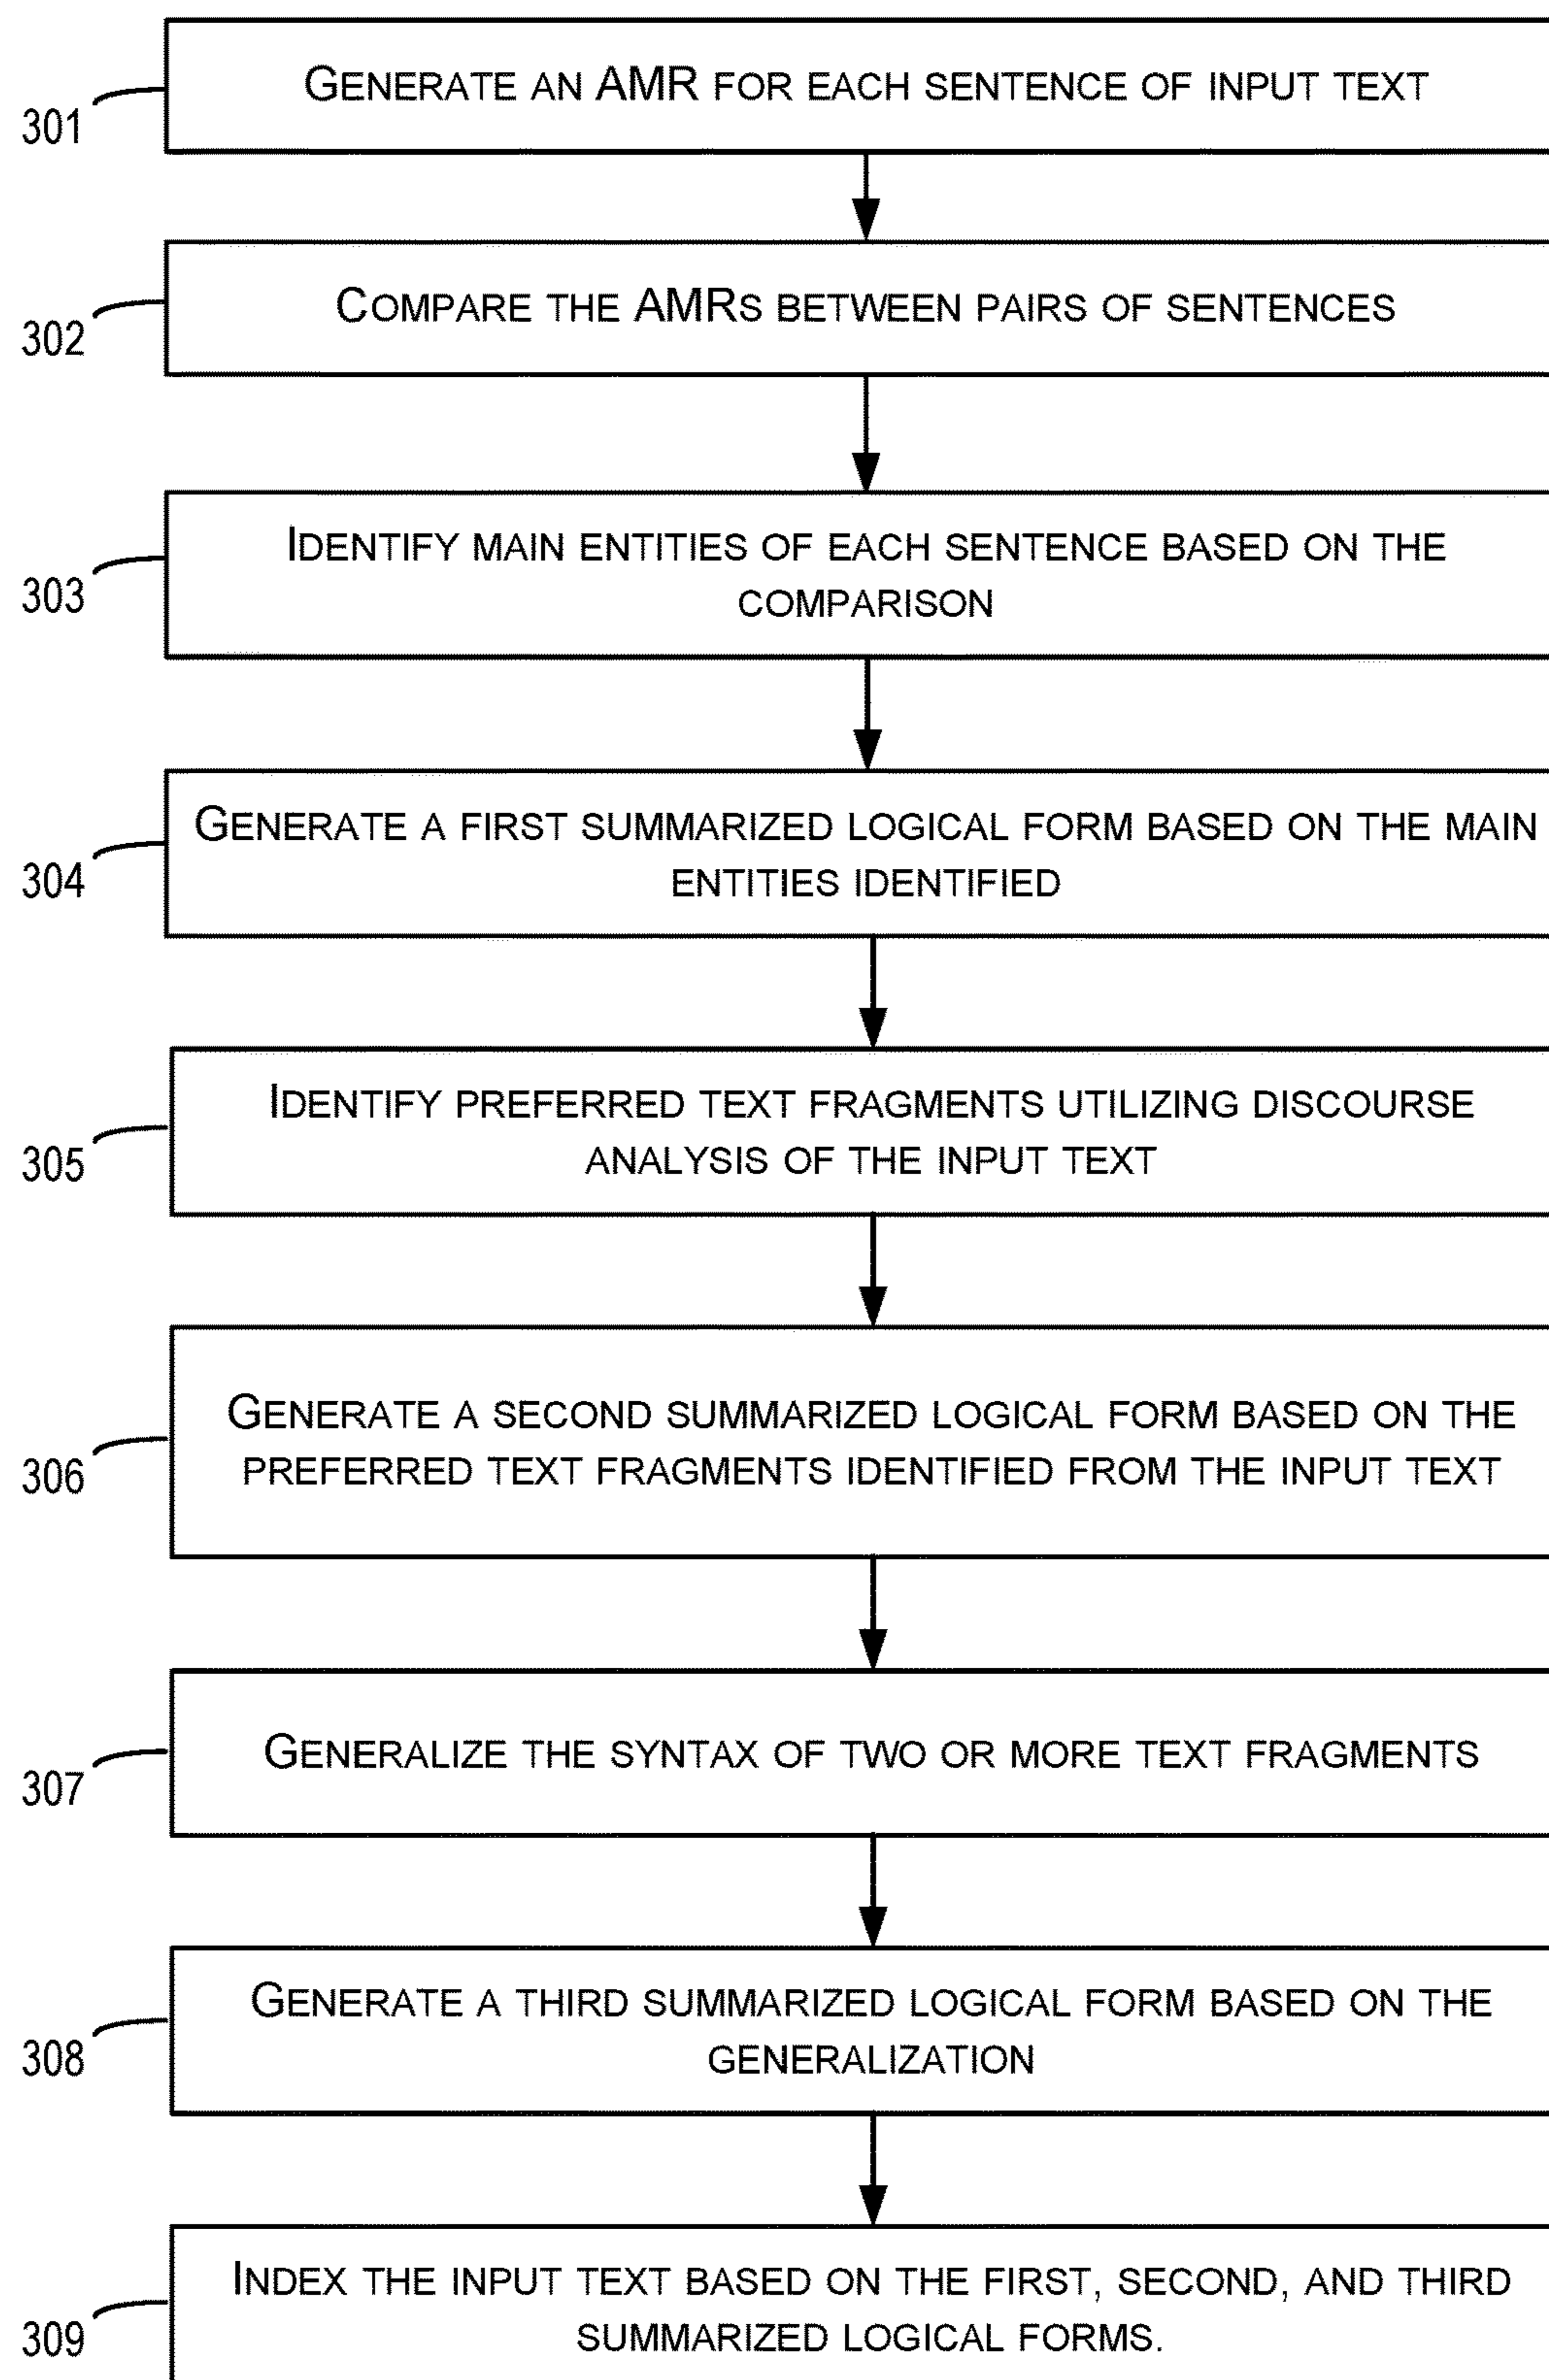 GENERATE AN AMR FOR EACH SENTENCE OF INPUT TEXT
301
COMPARE THE AMRS BETWEEN PAIRS OF SENTENCES
302
IDENTIFY MAIN ENTITIES OF EACH SENTENCE BASED ON THE
COMPARISON
303
GENERATE A FIRST SUMMARIZED LOGICAL FORM BASED ON THE MAIN
ENTITIES IDENTIFIED
304
IDENTIFY PREFERRED TEXT FRAGMENTS UTILIZING DISCOURSE
ANALYSIS OF THE INPUT TEXT
305
GENERATE A SECOND SUMMARIZED LOGICAL FORM BASED ON THE
PREFERRED TEXT FRAGMENTS IDENTIFIED FROM THE INPUT TEXT
306
GENERALIZE THE SYNTAX OF TWO OR MORE TEXT FRAGMENTS
307
GENERATE A THIRD SUMMARIZED LOGICAL FORM BASED ON THE
GENERALIZATION
308
INDEX THE INPUT TEXT BASED ON THE FIRST, SECOND, AND THIRD
SUMMARIZED LOGICAL FORMS.
309